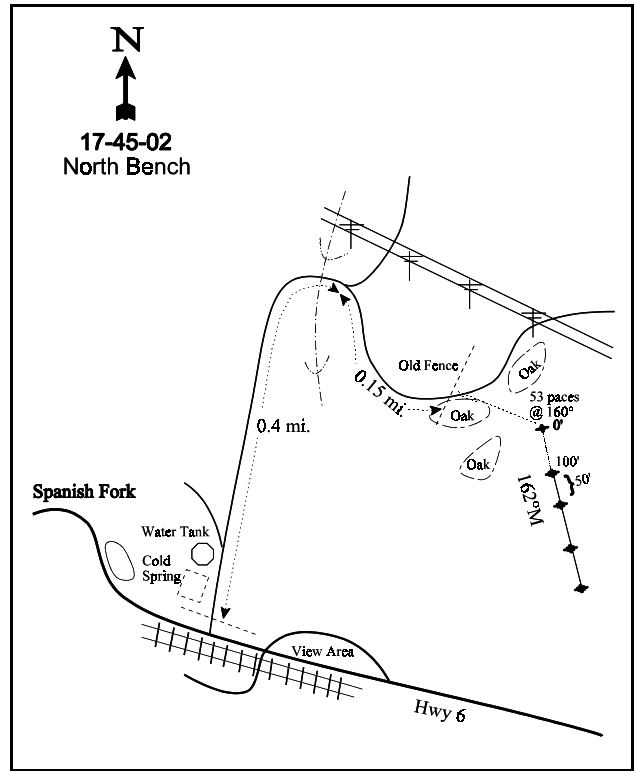 N
17-45-02
North Bench
Old Fence
Oak
53 paces
@ 160°
0'
0.15 mi.
Oak
0.4 mi.
Oak
100'
50'
162°M
Spanish Fork
Water Tank
Cold
Spring
View Area
Hwy 6